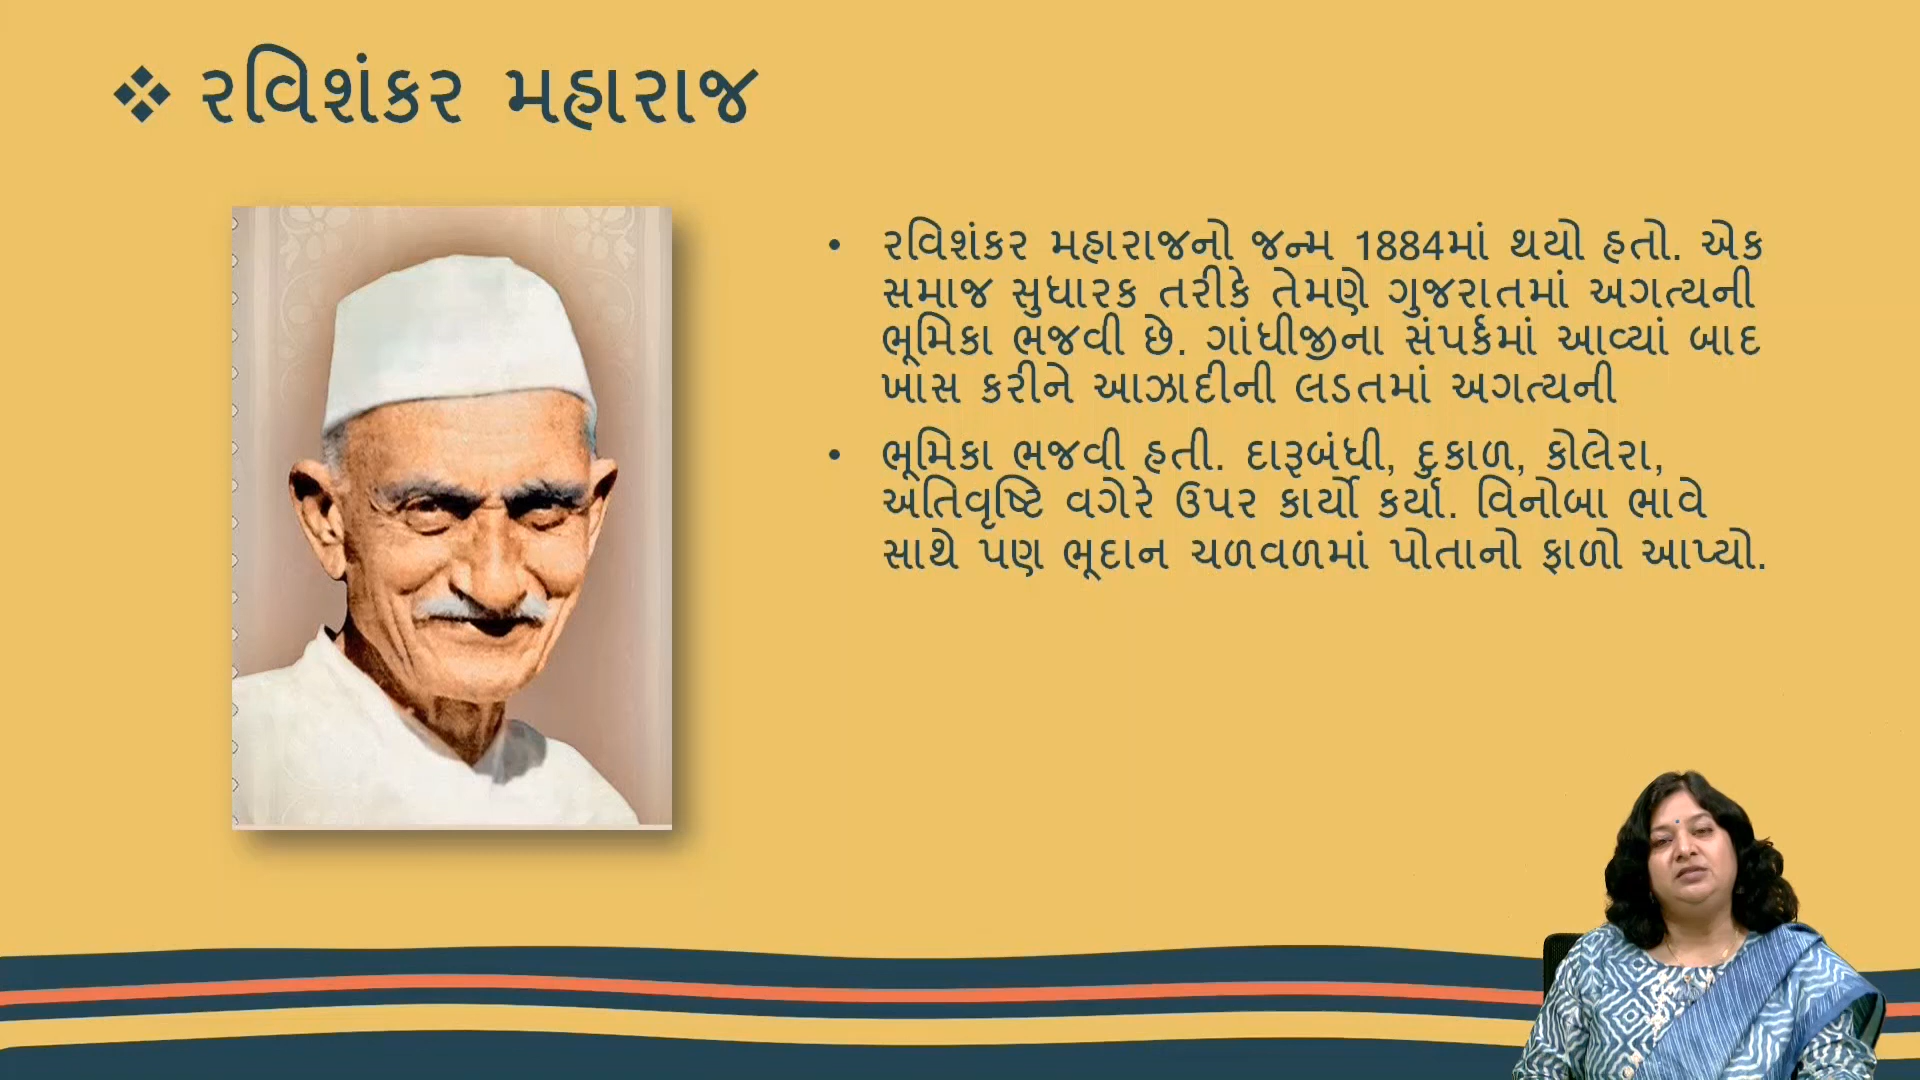 ❖ રવિશંકર મહારાજ
• રવિશંકર મહારાજનો જન્મ 1884માં થયો હતો. એક
સમાજ સુધારક તરીકે તેમણે ગુજરાતમાં અગત્યની
ભૂમિકા ભજવી છે. ગાંધીજીના સંપર્કમાં આવ્યાં બાદ
ખાસ કરીને આઝાદીની લડતમાં અગત્યની
• ભૂમિકા ભજવી હતી. દારૂબંધી, દુકાળ, કોલેરા,
અતિવૃષ્ટિ વગેરે ઉપર કાર્યો કર્યાં. વિનોબા ભાવે
સાથે પણ ભૂદાન ચળવળમાં પોતાનો ફાળો આપ્યો.